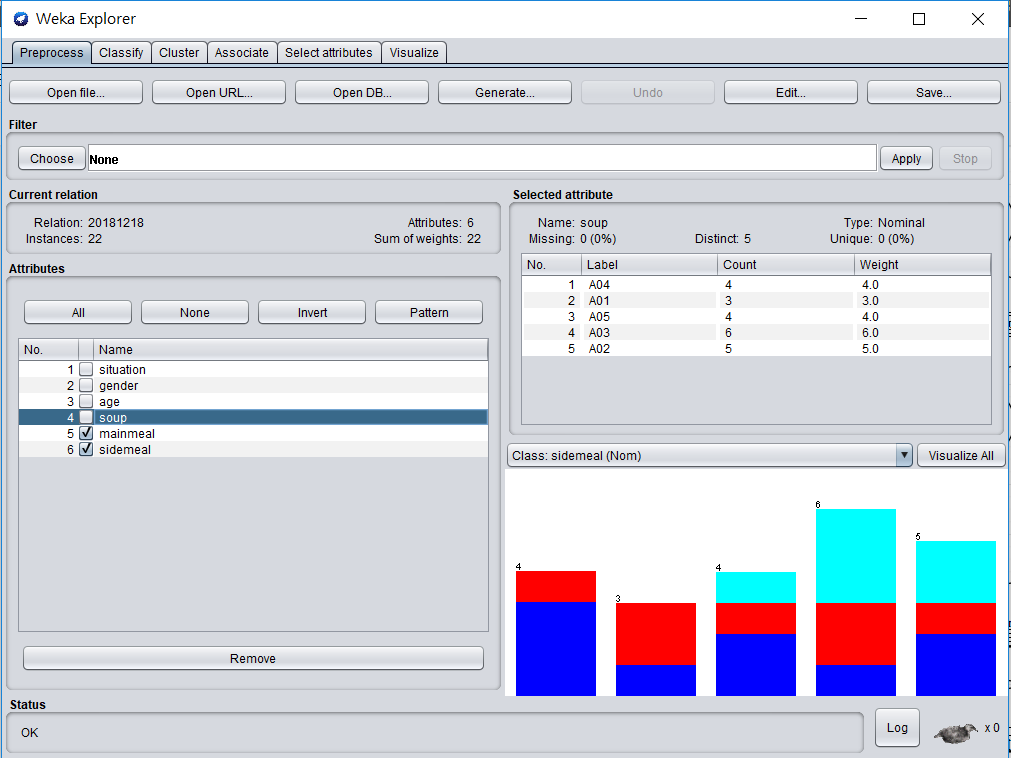 Weka Explorer
Preprocess Classify Cluster Associate Select attributes Visualize
Open file... Open URL... Open DB... Generate... Undo Edit... Save...
Filter
Choose None Apply Stop
Current relation
Relation: 20181218 Attributes: 6
Instances: 22 Sum of weights: 22
Attributes
All None Invert Pattern
No. Name
1 situation
2 gender
3 age
4 soup
5 mainmeal
6 sidemeal
Remove
Selected attribute
Name: soup Type: Nominal
Missing: 0 (0%) Distinct: 5 Unique: 0 (0%)
No. Label Count Weight
1 A04 4 4.0
2 A01 3 3.0
3 A05 4 4.0
4 A03 6 6.0
5 A02 5 5.0
Class: sidemeal (Nom) Visualize All
4 3 4 6 5
Status
OK Log x 0